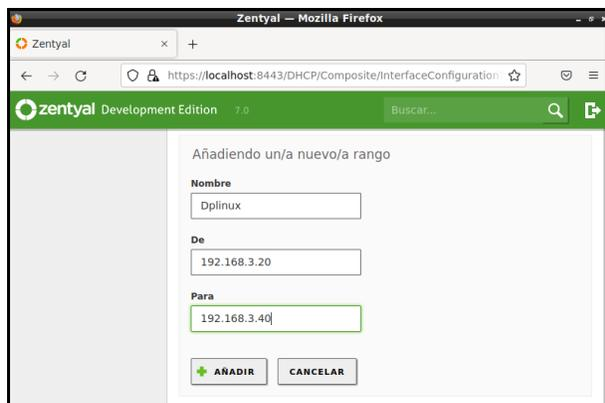 Zentyal — Mozilla Firefox
Zentyal
https://localhost:8443/DHCP/Composite/InterfaceConfiguration
zentyal Development Edition 7.0
Buscar...
Añadiendo un/a nuevo/a rango
Nombre
Dplinux
De
192.168.3.20
Para
192.168.3.40
AÑADIR CANCELAR